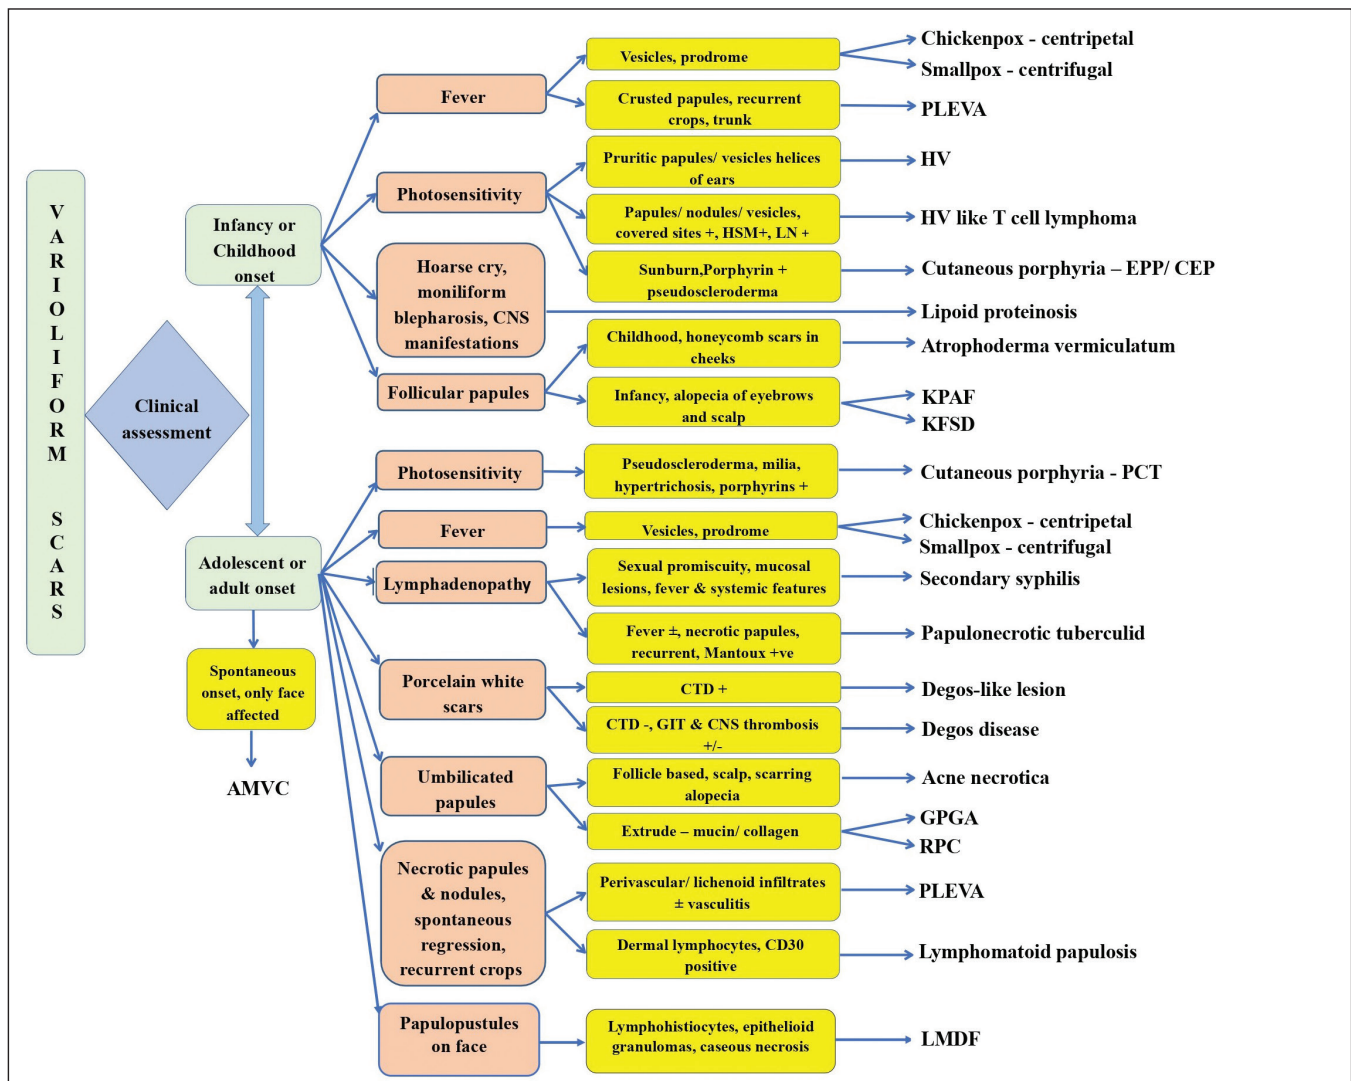 VARIOLIFORM SCARS
Clinical
assessment
Infancy or
Childhood
onset
Fever
Vesicles, prodrome
Chickenpox - centripetal
Smallpox - centrifugal
Crusted papules, recurrent
crops, trunk
PLEVA
Photosensitivity
Pruritic papules/ vesicles helices
of ears
HV
Papules/ nodules/ vesicles,
covered sites +, HSM+, LN +
HV like T cell lymphoma
Sunburn,Porphyrin +
pseudoscleroderma
Cutaneous porphyria – EPP/ CEP
Hoarse cry,
moniliform
blepharosis, CNS
manifestations
Lipoid proteinosis
Follicular papules
Childhood, honeycomb scars in
cheeks
Atrophoderma vermiculatum
Infancy, alopecia of eyebrows
and scalp
KPAF
KFSD
Adolescent or
adult onset
Spontaneous
onset, only face
affected
AMVC
Photosensitivity
Pseudoscleroderma, milia,
hypertrichosis, porphyrins +
Cutaneous porphyria - PCT
Fever
Vesicles, prodrome
Chickenpox - centripetal
Smallpox - centrifugal
Lymphadenopathy
Sexual promiscuity, mucosal
lesions, fever & systemic features
Secondary syphilis
Fever ±, necrotic papules,
recurrent, Mantoux +ve
Papulonecrotic tuberculid
Porcelain white
scars
CTD +
Degos-like lesion
CTD -, GIT & CNS thrombosis
+/-
Degos disease
Umbilicated
papules
Follicle based, scalp, scarring
alopecia
Acne necrotica
Extrude – mucin/ collagen
GPGA
RPC
Necrotic papules
& nodules,
spontaneous
regression,
recurrent crops
Perivascular/ lichenoid infiltrates
± vasculitis
PLEVA
Dermal lymphocytes, CD30
positive
Lymphomatoid papulosis
Papulopustules
on face
Lymphohistiocytes, epithelioid
granulomas, caseous necrosis
LMDF